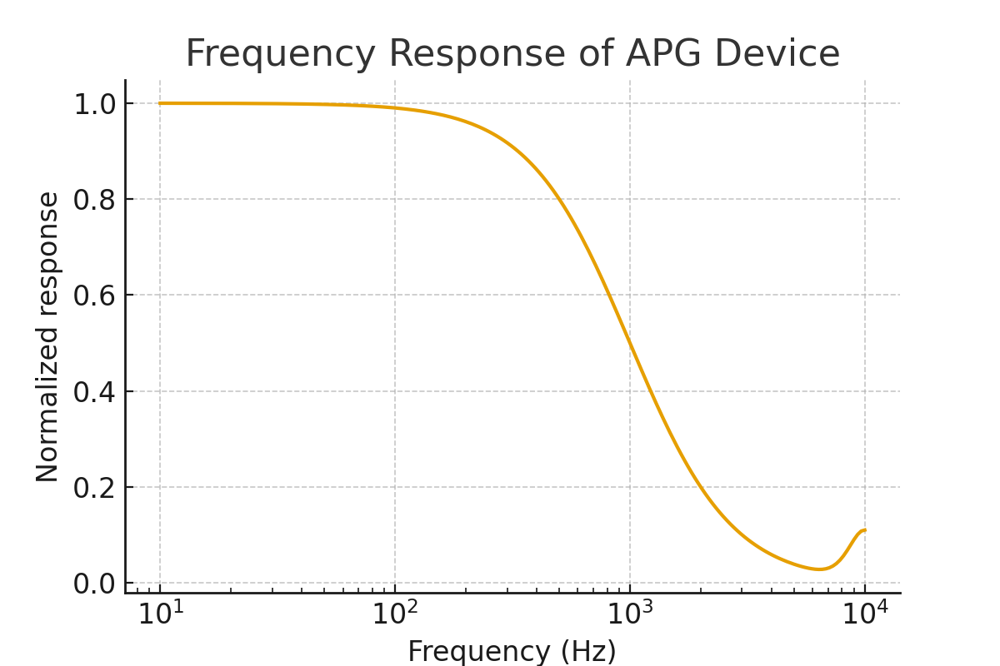 Frequency Response of APG Device
Normalized response
1.0
0.8
0.6
0.4
0.2
0.0
10¹ 10² 10³ 10⁴
Frequency (Hz)